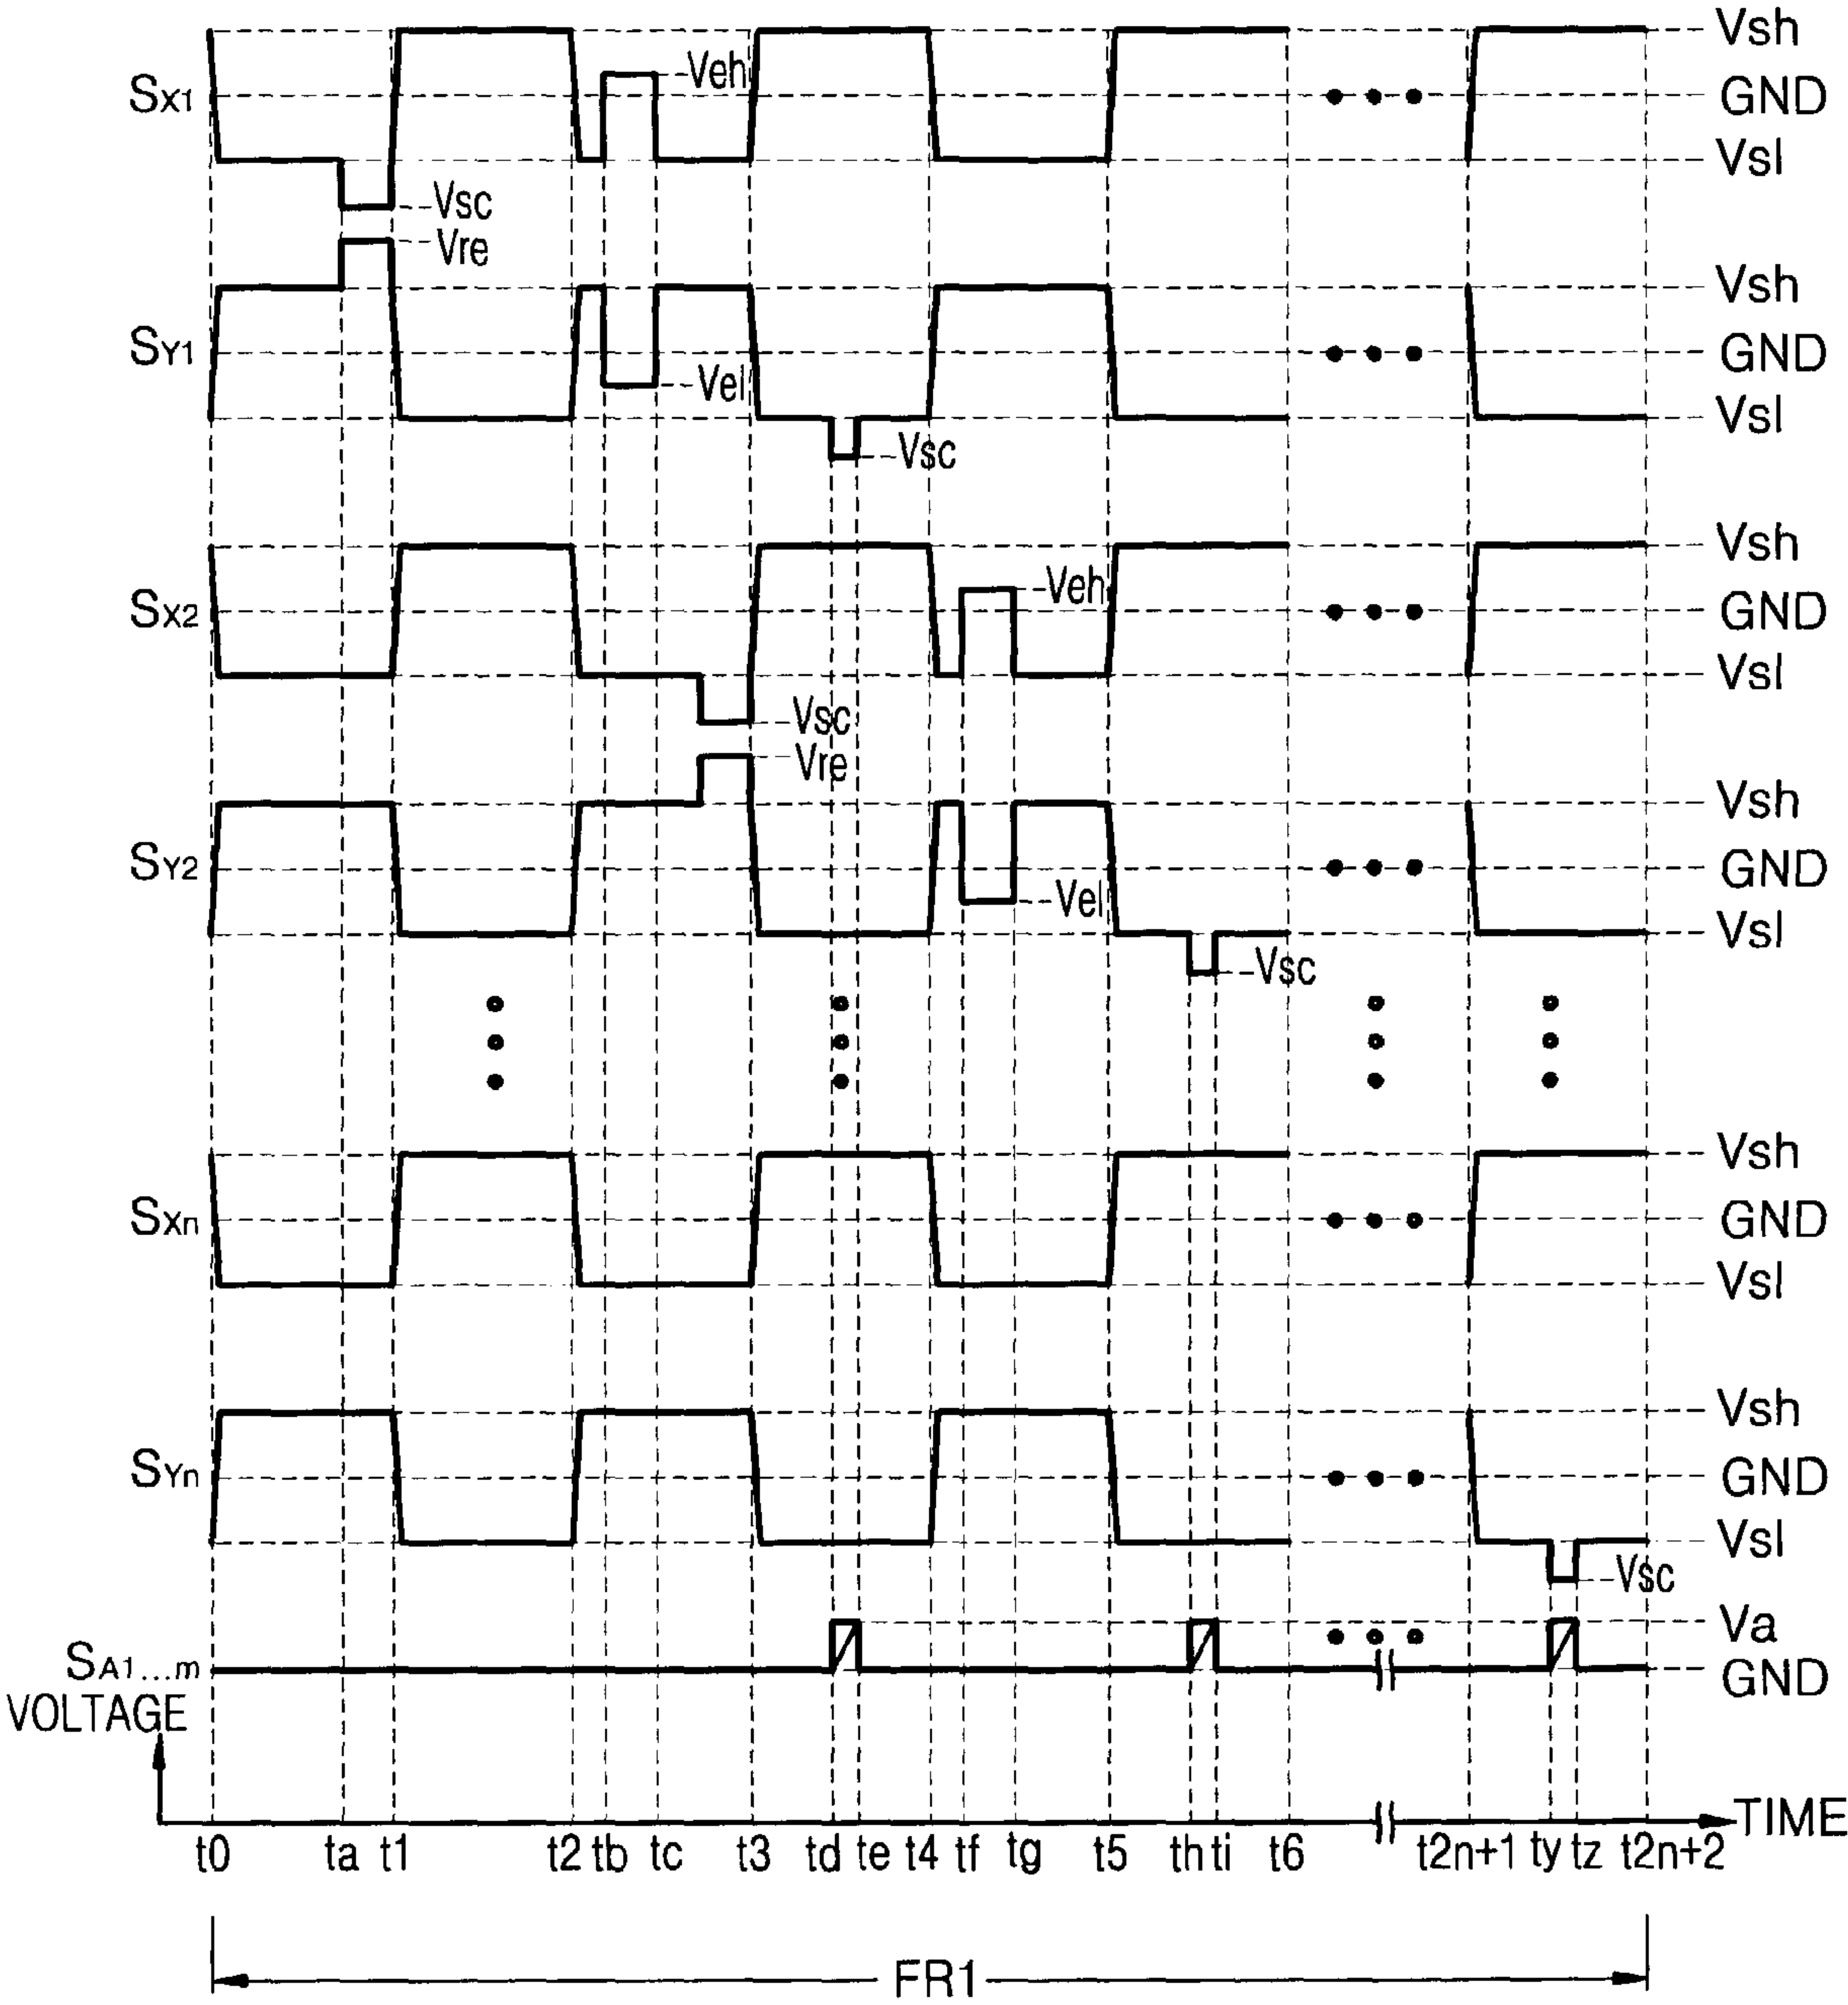 Vsh
Veh
SX1
GND
Vsl
Vsc
Vre
Vsh
SY1
GND
Vel
Vsl
Vsc
Vsh
Veh
SX2
GND
Vsl
Vsc
Vre
Vsh
SY2
GND
Vel
Vsl
Vsc
Vsh
SXn
GND
Vsl
Vsh
SYn
GND
Vsl
Vsc
Va
SA1...m
GND
VOLTAGE
TIME
t0 ta t1 t2 tb tc t3 td te t4 tf tg t5 th ti t6 t2n+1 ty tz t2n+2
FR1